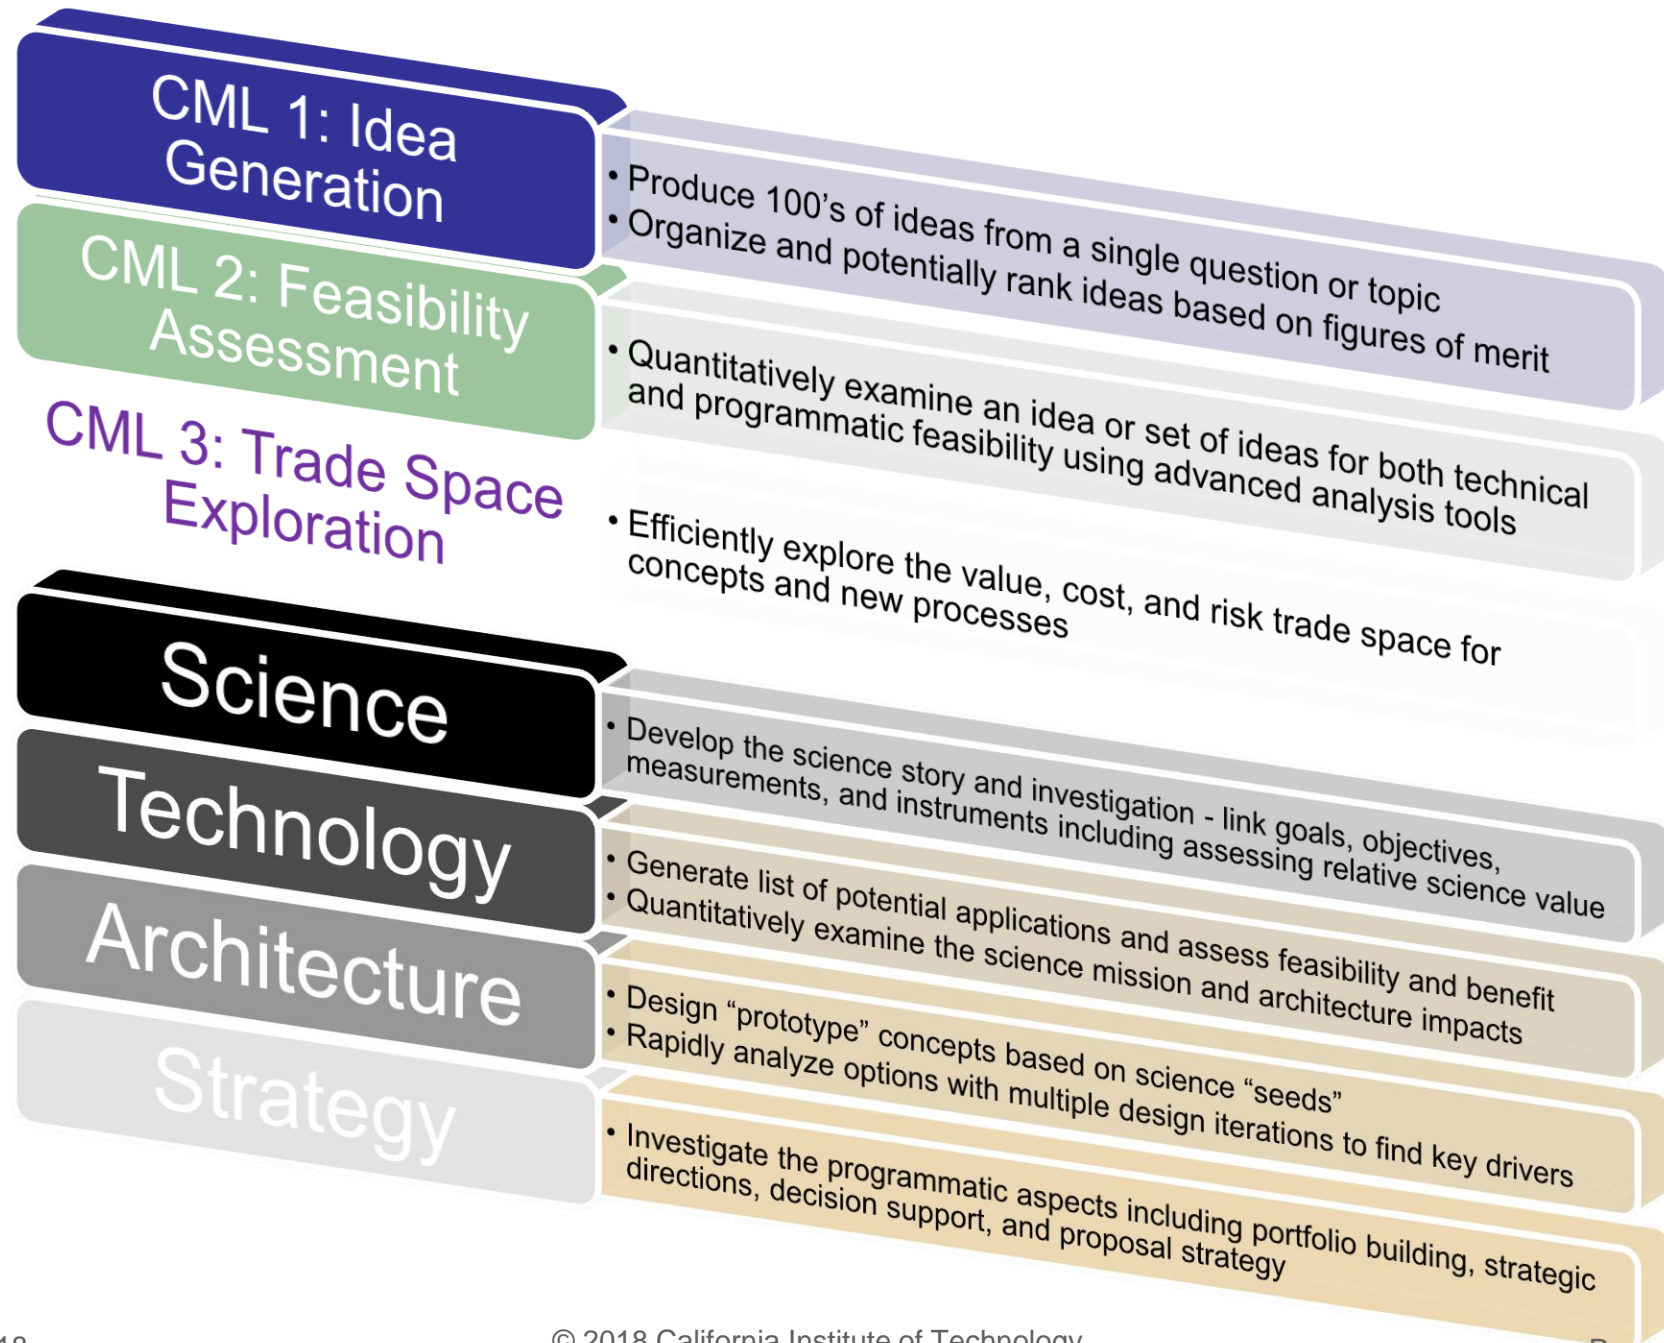 CML 1: Idea
Generation
• Produce 100’s of ideas from a single question or topic
• Organize and potentially rank ideas based on figures of merit
CML 2: Feasibility
Assessment
• Quantitatively examine an idea or set of ideas for both technical
and programmatic feasibility using advanced analysis tools
CML 3: Trade Space
Exploration
• Efficiently explore the value, cost, and risk trade space for
concepts and new processes
Science
• Develop the science story and investigation - link goals, objectives,
measurements, and instruments including assessing relative science value
Technology
• Generate list of potential applications and assess feasibility and benefit
• Quantitatively examine the science mission and architecture impacts
Architecture
• Design “prototype” concepts based on science “seeds”
• Rapidly analyze options with multiple design iterations to find key drivers
Strategy
• Investigate the programmatic aspects including portfolio building, strategic
directions, decision support, and proposal strategy
© 2018 California Institute of Technology